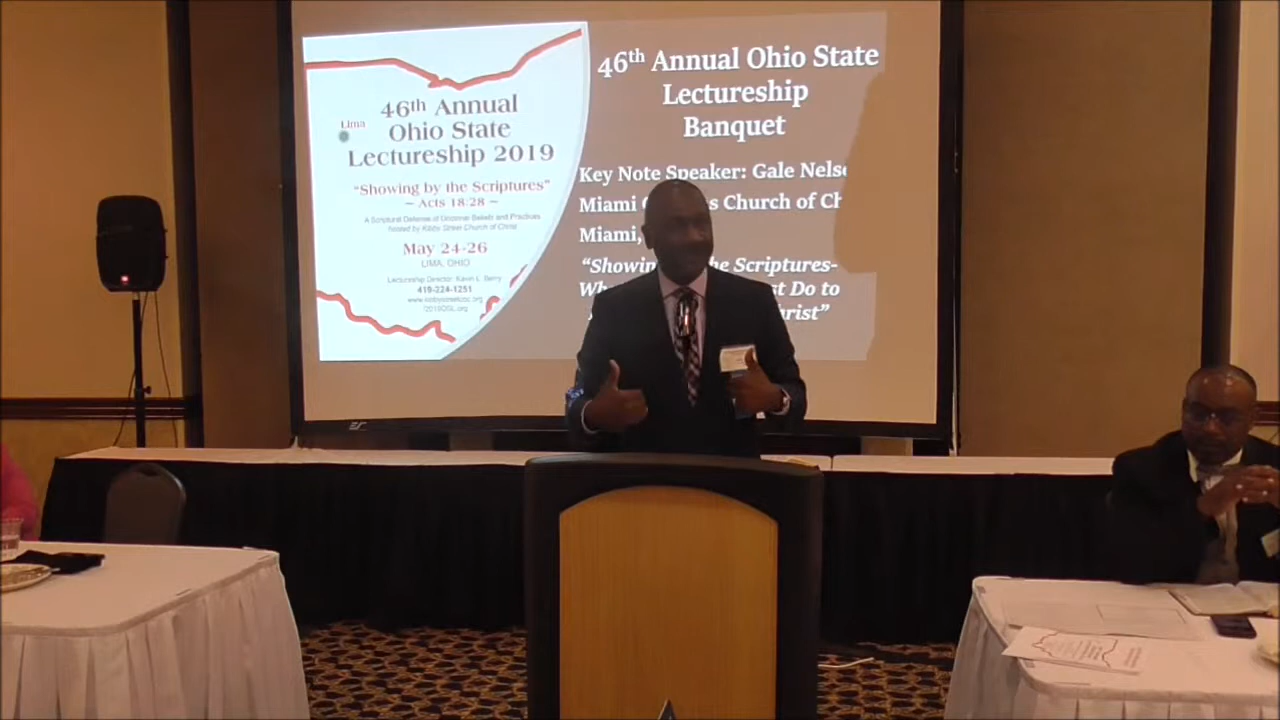 46th Annual
Ohio State
Lectureship 2019
Lima
"Showing by the Scriptures"
~ Acts 18:28 ~
A Scriptural Defense of Doctrinal Beliefs and Practices
hosted by Kibby Street Church of Christ
May 24-26
LIMA, OHIO
Lectureship Director: Kevin L. Berry
419-224-1251
46th Annual Ohio State
Lectureship
Banquet
Key Note Speaker: Gale Nels
Miami Church of Ch
Miami,
"Showin he Scriptures-
st Do to
hrist"